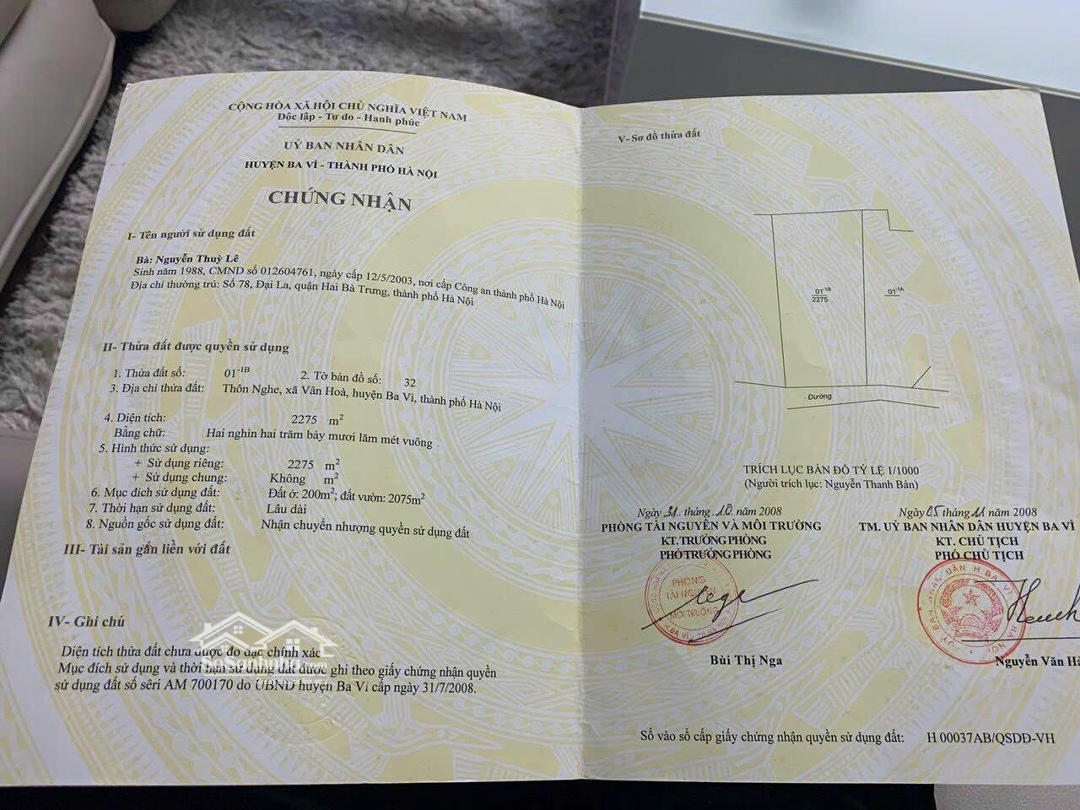 CỘNG HÒA XÃ HỘI CHỦ NGHĨA VIỆT NAM
Độc lập - Tự do - Hạnh phúc
UỶ BAN NHÂN DÂN
HUYỆN BA VÌ - THÀNH PHỐ HÀ NỘI
CHỨNG NHẬN
I- Tên người sử dụng đất
Bà: Nguyễn Thuỳ Lê
Sinh năm 1988, CMND số 012604761, ngày cấp 12/5/2003, nơi cấp Công an thành phố Hà Nội
Địa chỉ thường trú: Số 78, Đại La, quận Hai Bà Trưng, thành phố Hà Nội
II- Thửa đất được quyền sử dụng
1. Thửa đất số: 01-1B 2. Tờ bản đồ số: 32
3. Địa chỉ thửa đất: Thôn Nghe, xã Vân Hoà, huyện Ba Vì, thành phố Hà Nội
4. Diện tích: 2275 m²
Bằng chữ: Hai nghìn hai trăm bảy mươi lăm mét vuông
5. Hình thức sử dụng:
+ Sử dụng riêng: 2275 m²
+ Sử dụng chung: Không m²
6. Mục đích sử dụng đất: Đất ở: 200m²; đất vườn: 2075m²
7. Thời hạn sử dụng đất: Lâu dài
8. Nguồn gốc sử dụng đất: Nhận chuyển nhượng quyền sử dụng đất
III- Tài sản gắn liền với đất
IV- Ghi chú
Diện tích thửa đất chưa được đo đạc chính xác
Mục đích sử dụng và thời hạn sử dụng đất được ghi theo giấy chứng nhận quyền
sử dụng đất số sêri AM 700170 do UBND huyện Ba Vì cấp ngày 31/7/2008.
V- Sơ đồ thửa đất
01-1B
2275
01-1A
Đường
TRÍCH LỤC BẢN ĐỒ TỶ LỆ 1/1000
(Người trích lục: Nguyễn Thanh Bản)
Ngày 31 tháng 10 năm 2008
PHÒNG TÀI NGUYÊN VÀ MÔI TRƯỜNG
KT. TRƯỞNG PHÒNG
PHÓ TRƯỞNG PHÒNG
PHÒNG
TÀI NGUYÊN
MÔI TRƯỜNG
Bùi Thị Nga
Ngày 05 tháng 11 năm 2008
TM. UỶ BAN NHÂN DÂN HUYỆN BA VÌ
KT. CHỦ TỊCH
PHÓ CHỦ TỊCH
Nguyễn Văn
Số vào sổ cấp giấy chứng nhận quyền sử dụng đất: H 00037AB/QSDĐ-VH